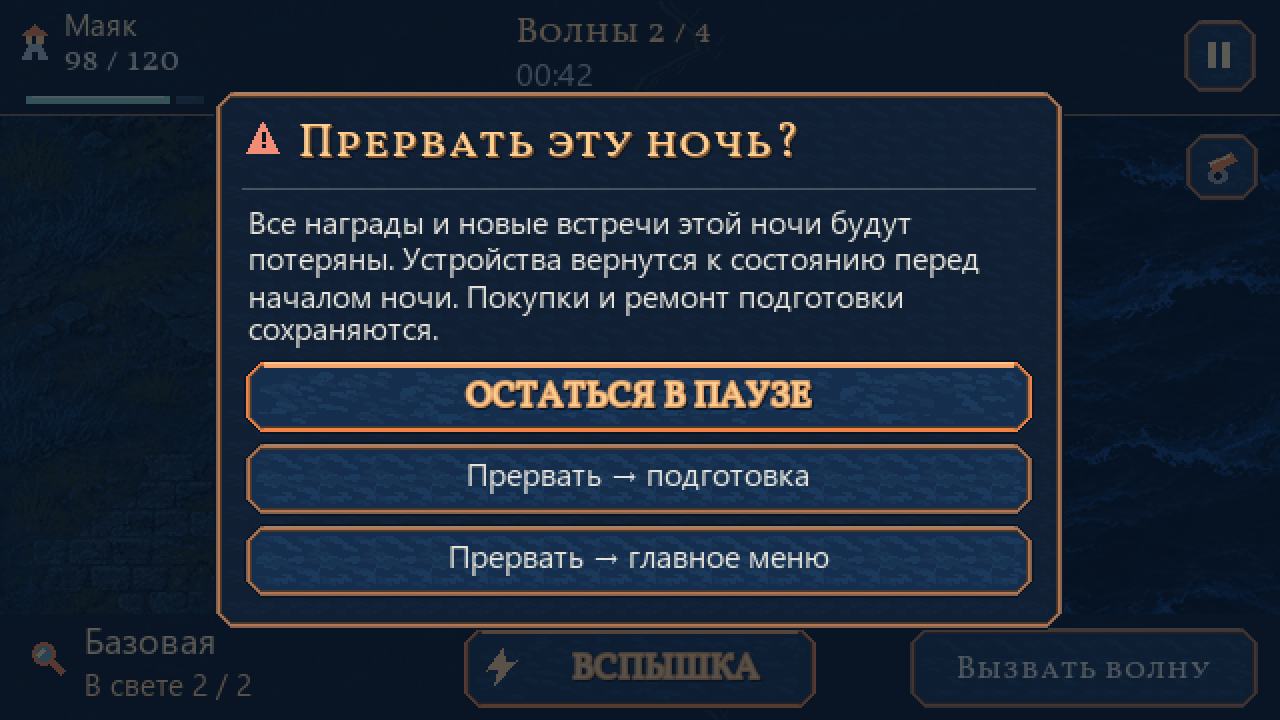 Маяк
98 / 120
Волны 2 / 4
00:42
Прервать эту ночь?
Все награды и новые встречи этой ночи будут
потеряны. Устройства вернутся к состоянию перед
началом ночи. Покупки и ремонт подготовки
сохраняются.
ОСТАТЬСЯ В ПАУЗЕ
Прервать → подготовка
Прервать → главное меню
Базовая
В свете 2 / 2
ВСПЫШКА
Вызвать волну